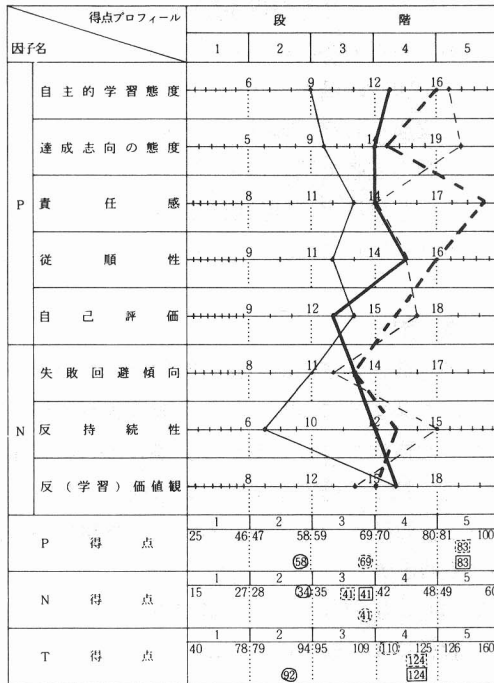 得点プロフィール 段 階
因子名 1 2 3 4 5
6 9 12 16
自主的学習態度
5 9 14 19
達成志向の態度
8 11 14 17
P 責任感
9 11 14 16
従順性
9 12 15 18
自己評価
8 11 14 17
失敗回避傾向
6 10 12 15
N 反持続性
8 12 15 18
反(学習)価値観
1 2 3 4 5
P 得点 25 46 47 58 59 69 70 80 81 100
83
58 69 83
1 2 3 4 5
N 得点 15 27 28 34 35 41 41 42 48 49 60
41
1 2 3 4 5
T 得点 40 78 79 94 95 109 110 125 126 160
124
92 124